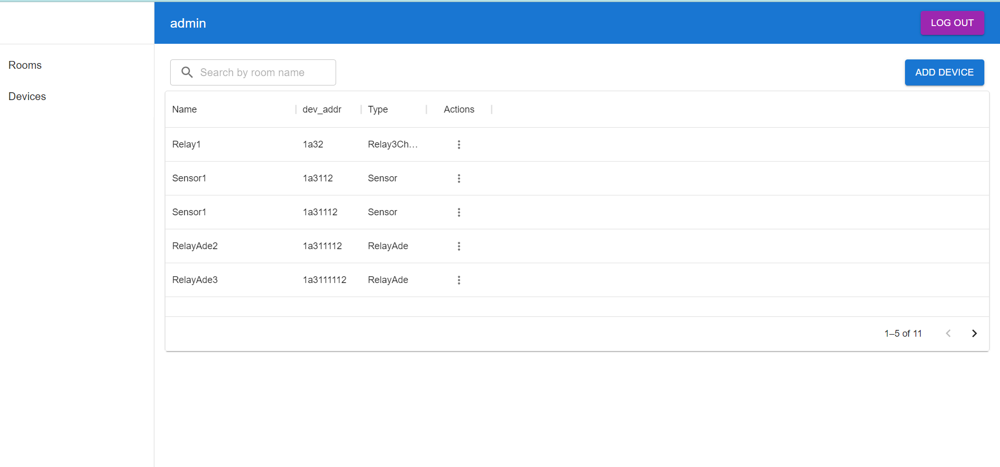 admin
LOG OUT
Rooms
Devices
Search by room name
ADD DEVICE
Name dev_addr Type Actions
Relay1 1a32 Relay3Ch...
Sensor1 1a3112 Sensor
Sensor1 1a31112 Sensor
RelayAde2 1a311112 RelayAde
RelayAde3 1a3111112 RelayAde
1–5 of 11